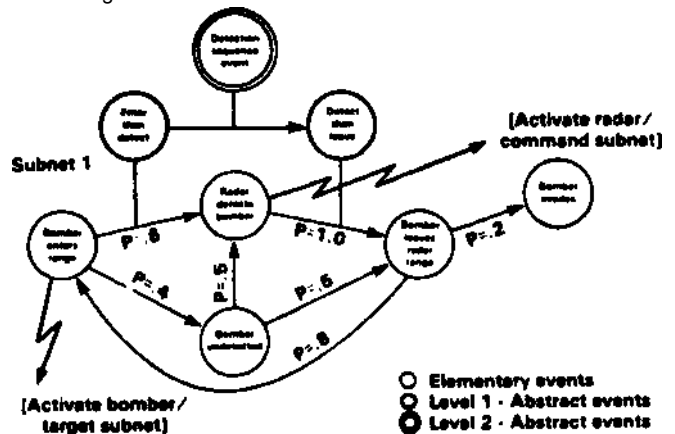 Detection
sequence
event
Enter
then
detect
Detect
then
leave
[Activate radar/
command subnet]
Subnet 1
Radar
detects
bomber
Bomber
evades
Bomber
enters
range
P=.6
P=1.0
Bomber
leaves
radar
range
P=.2
P=.4
P=.5
P=.5
Bomber
undetected
P=.8
[Activate bomber/
target subnet]
Elementary events
Level 1 - Abstract events
Level 2 - Abstract events